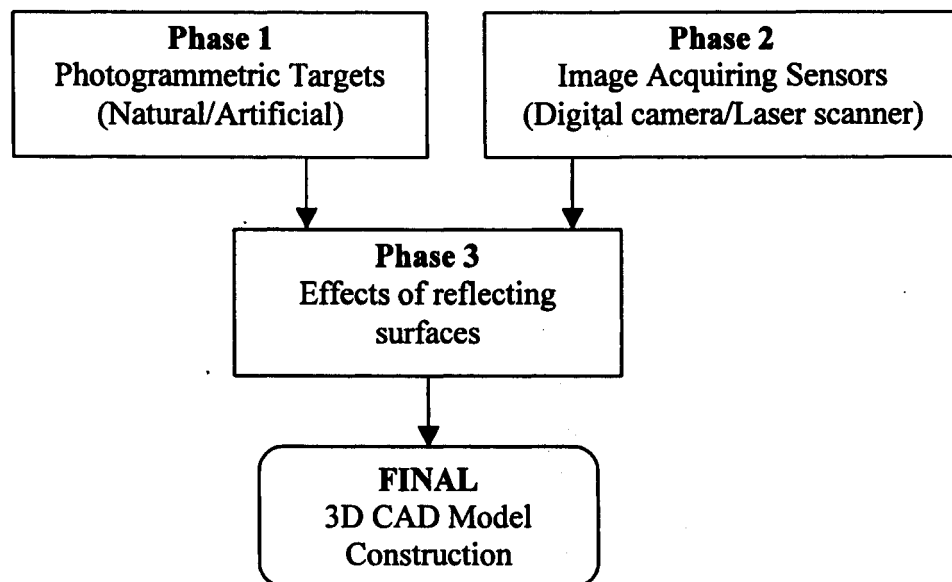 Phase 1
Photogrammetric Targets
(Natural/Artificial)
Phase 2
Image Acquiring Sensors
(Digital camera/Laser scanner)
Phase 3
Effects of reflecting
surfaces
FINAL
3D CAD Model
Construction